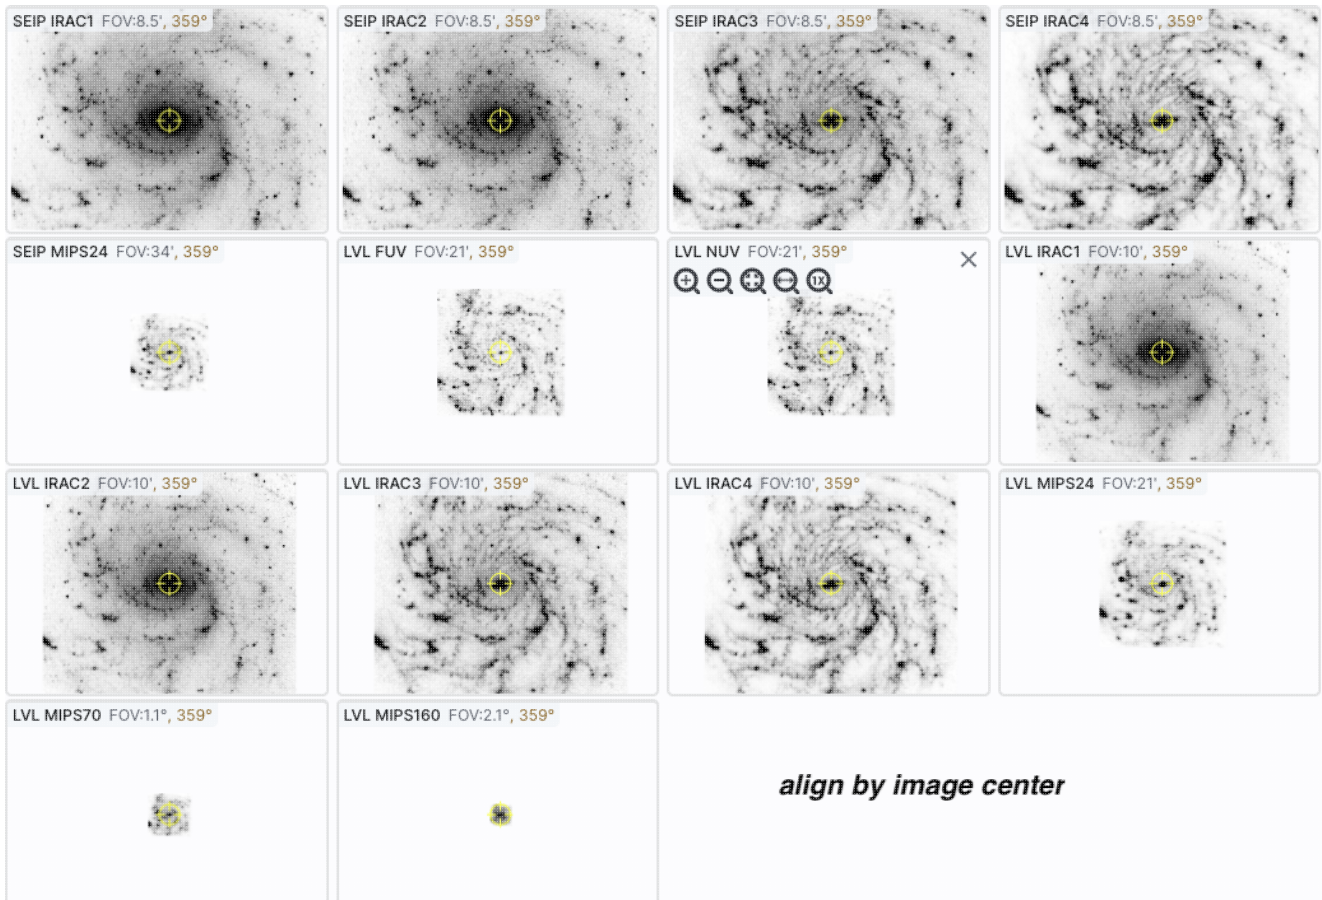 SEIP IRAC1 FOV:8.5', 359°
SEIP IRAC2 FOV:8.5', 359°
SEIP IRAC3 FOV:8.5', 359°
SEIP IRAC4 FOV:8.5', 359°
SEIP MIPS24 FOV:34', 359°
LVL FUV FOV:21', 359°
LVL NUV FOV:21', 359°
1X
LVL IRAC1 FOV:10', 359°
LVL IRAC2 FOV:10', 359°
LVL IRAC3 FOV:10', 359°
LVL IRAC4 FOV:10', 359°
LVL MIPS24 FOV:21', 359°
LVL MIPS70 FOV:1.1°, 359°
LVL MIPS160 FOV:2.1°, 359°
align by image center